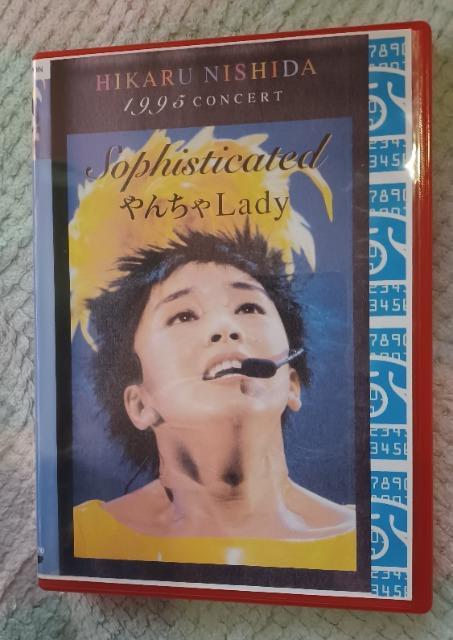 HIKARU NISHIDA
1995 CONCERT
Sophisticated
やんちゃLady